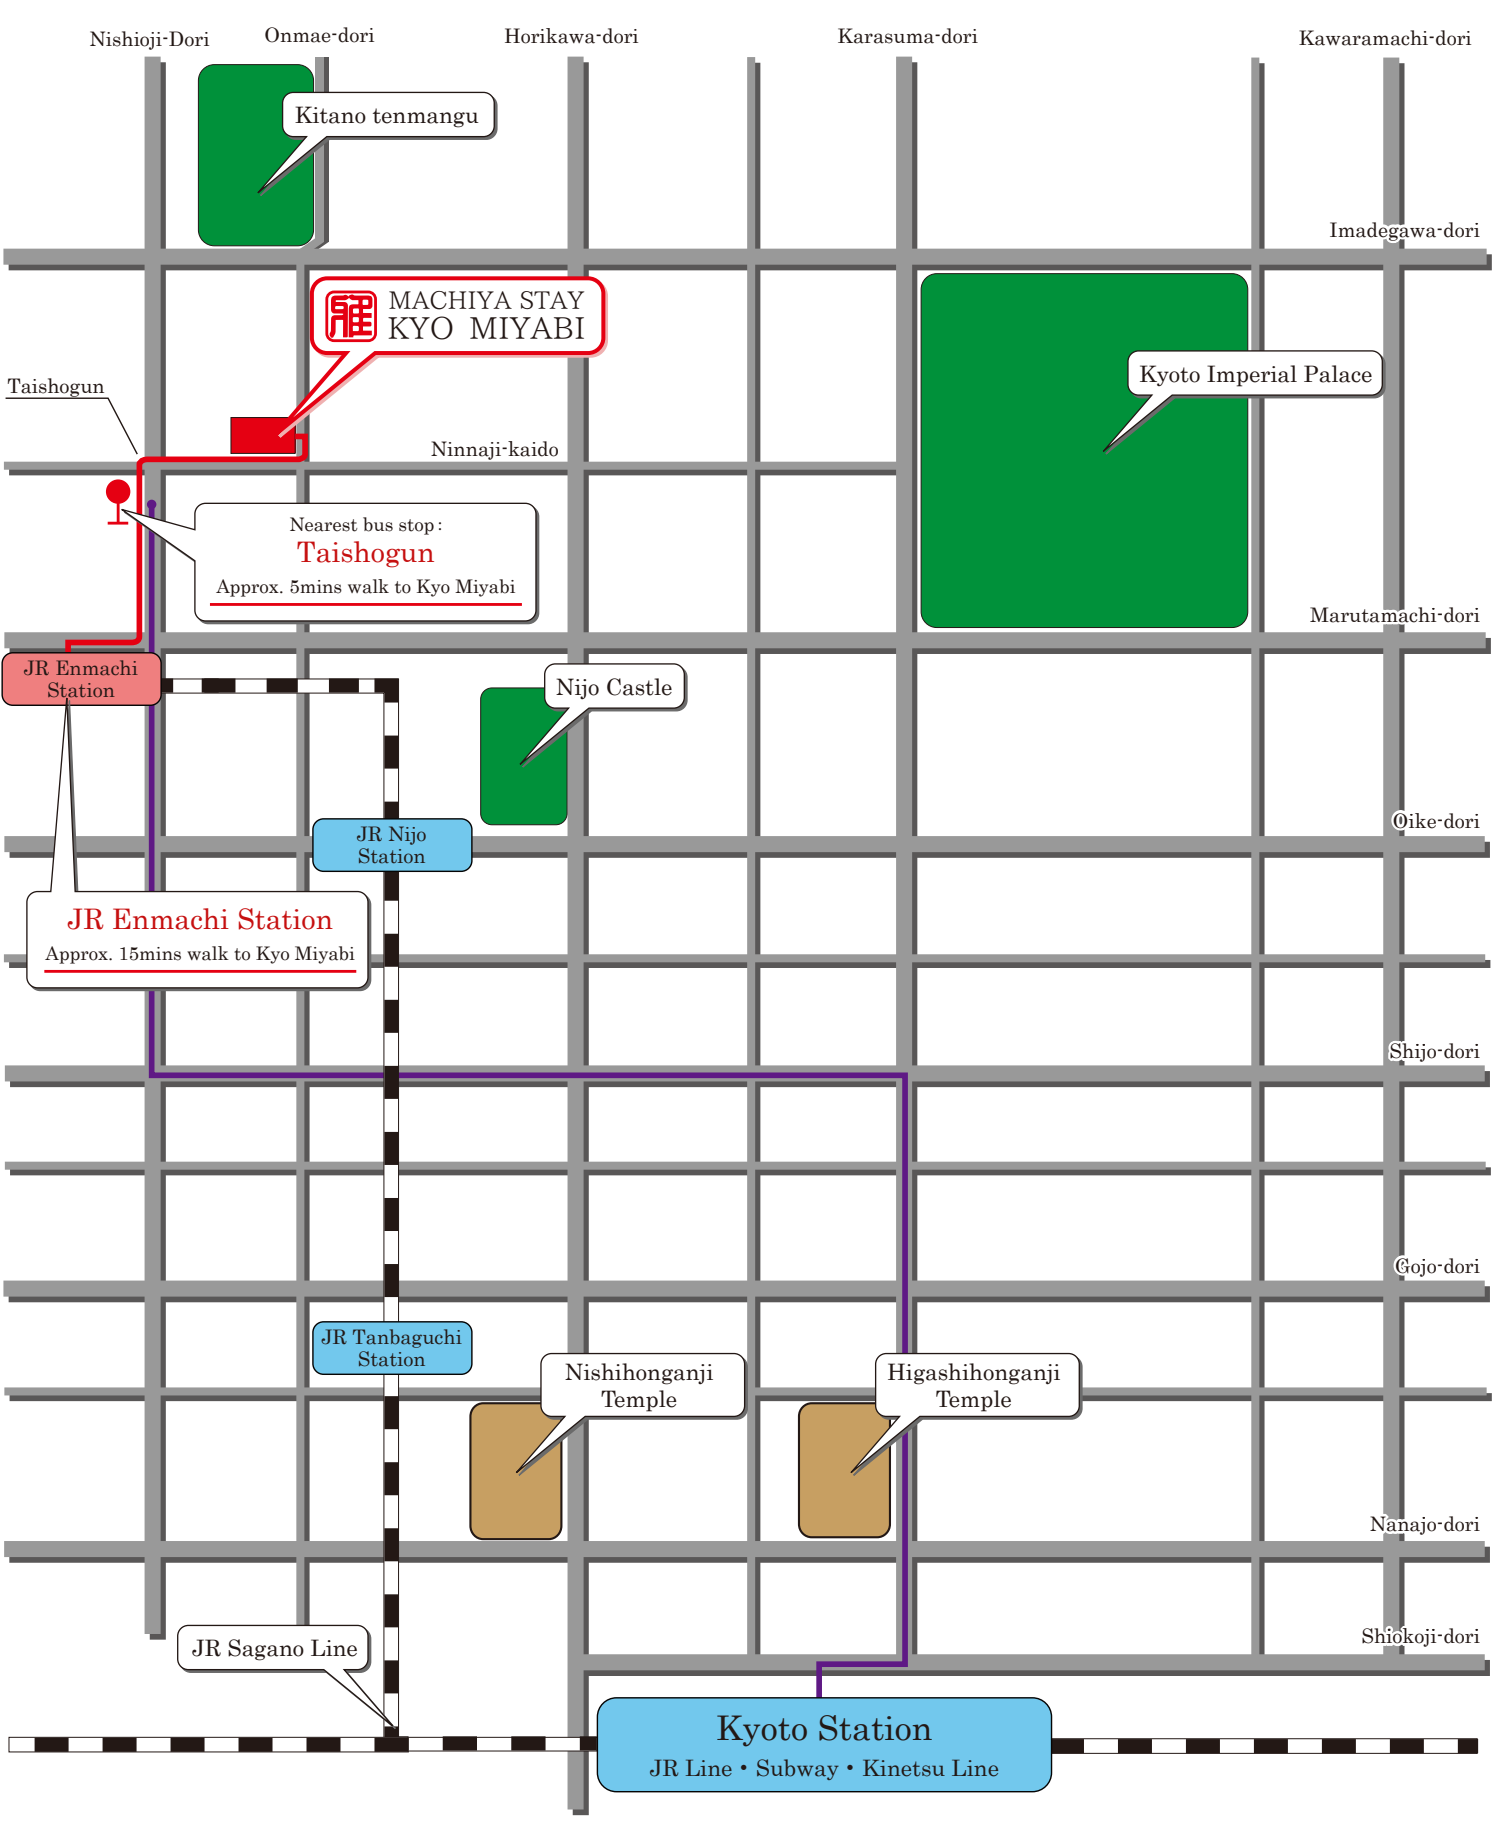 Nishioji-Dori
Onmae-dori
Horikawa-dori
Karasuma-dori
Kawaramachi-dori
Kitano tenmangu
Imadegawa-dori
雅
MACHIYA STAY
KYO MIYABI
Kyoto Imperial Palace
Taishogun
Ninnaji-kaido
Nearest bus stop:
Taishogun
Approx. 5mins walk to Kyo Miyabi
Marutamachi-dori
JR Enmachi
Station
Nijo Castle
Oike-dori
JR Nijo
Station
JR Enmachi Station
Approx. 15mins walk to Kyo Miyabi
Shijo-dori
Gojo-dori
JR Tanbaguchi
Station
Nishihonganji
Temple
Higashihonganji
Temple
Nanajo-dori
Shiokoji-dori
JR Sagano Line
Kyoto Station
JR Line・Subway・Kinetsu Line